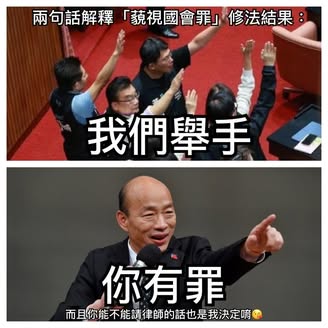 兩句話解釋「藐視國會罪」修法結果：
我們舉手
你有罪
而且你能不能請律師的話也是我決定唷😘